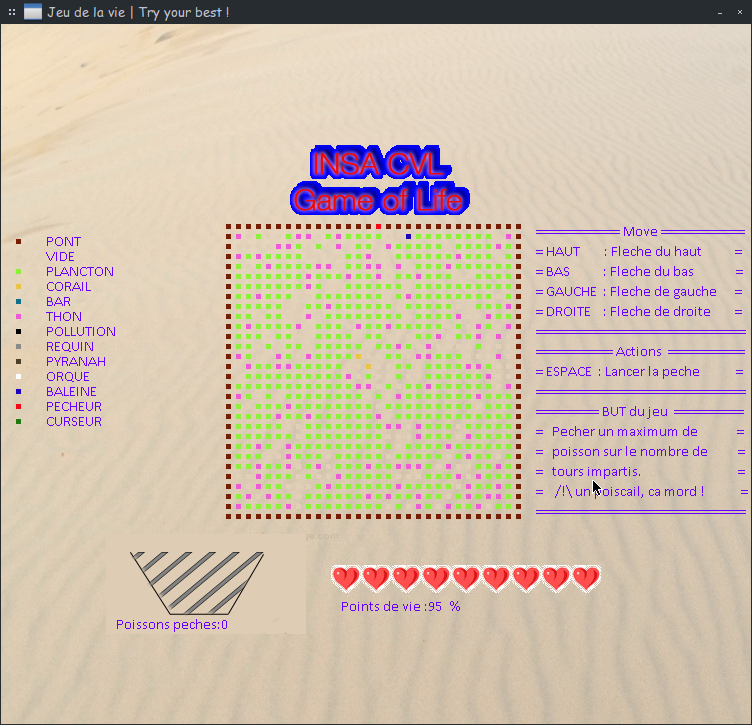 Jeu de la vie | Try your best !
INSA CVL
Game of Life
PONT
VIDE
PLANCTON
CORAIL
BAR
THON
POLLUTION
REQUIN
PYRANAH
ORQUE
BALEINE
PECHEUR
CURSEUR
============ Move ============
= HAUT : Fleche du haut =
= BAS : Fleche du bas =
= GAUCHE : Fleche de gauche =
= DROITE : Fleche de droite =
============ Actions ============
= ESPACE : Lancer la peche =
========= BUT du jeu =========
= Pecher un maximum de =
= poisson sur le nombre de =
= tours impartis. =
= /!\ un poiscail, ca mord ! =
Poissons peches:0
Points de vie :95 %